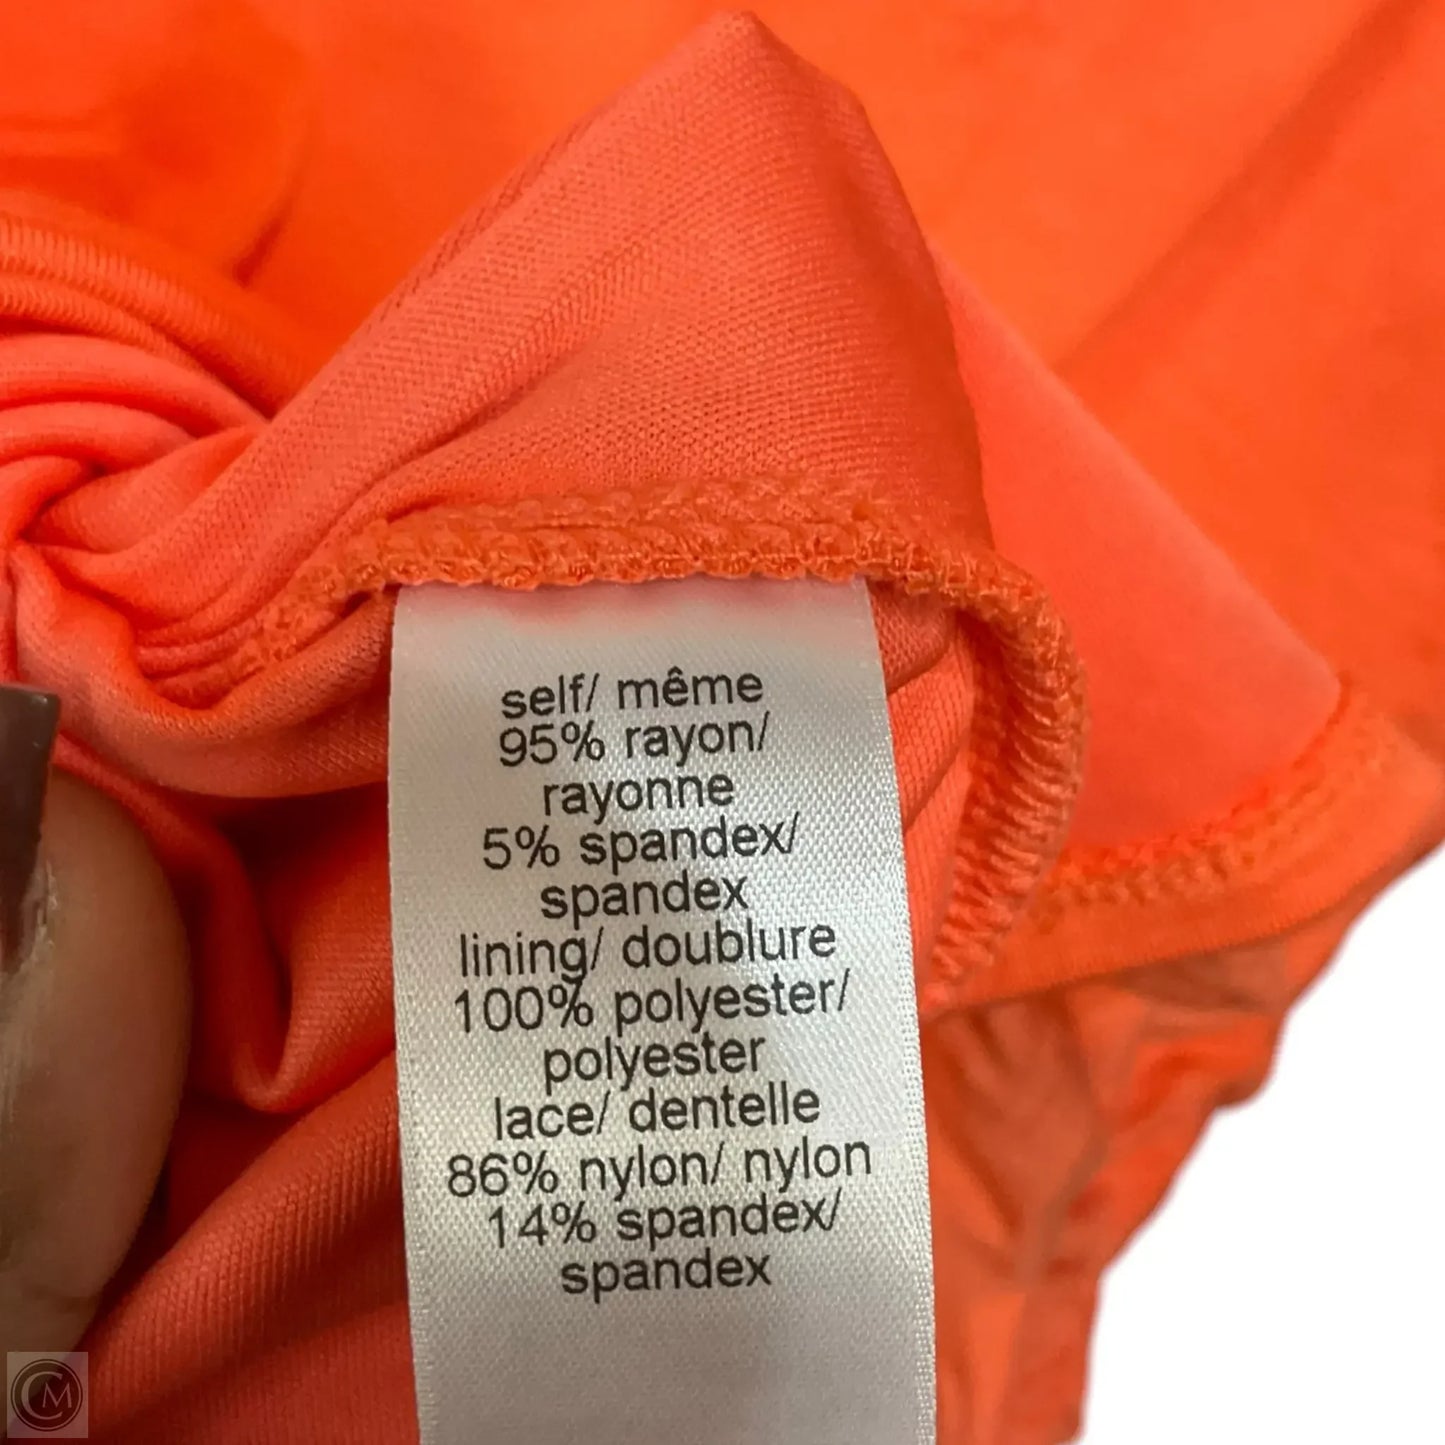 self/ même
95% rayon/
rayonne
5% spandex/
spandex
lining/ doublure
100% polyester/
polyester
lace/ dentelle
86% nylon/ nylon
14% spandex/
spandex
CM